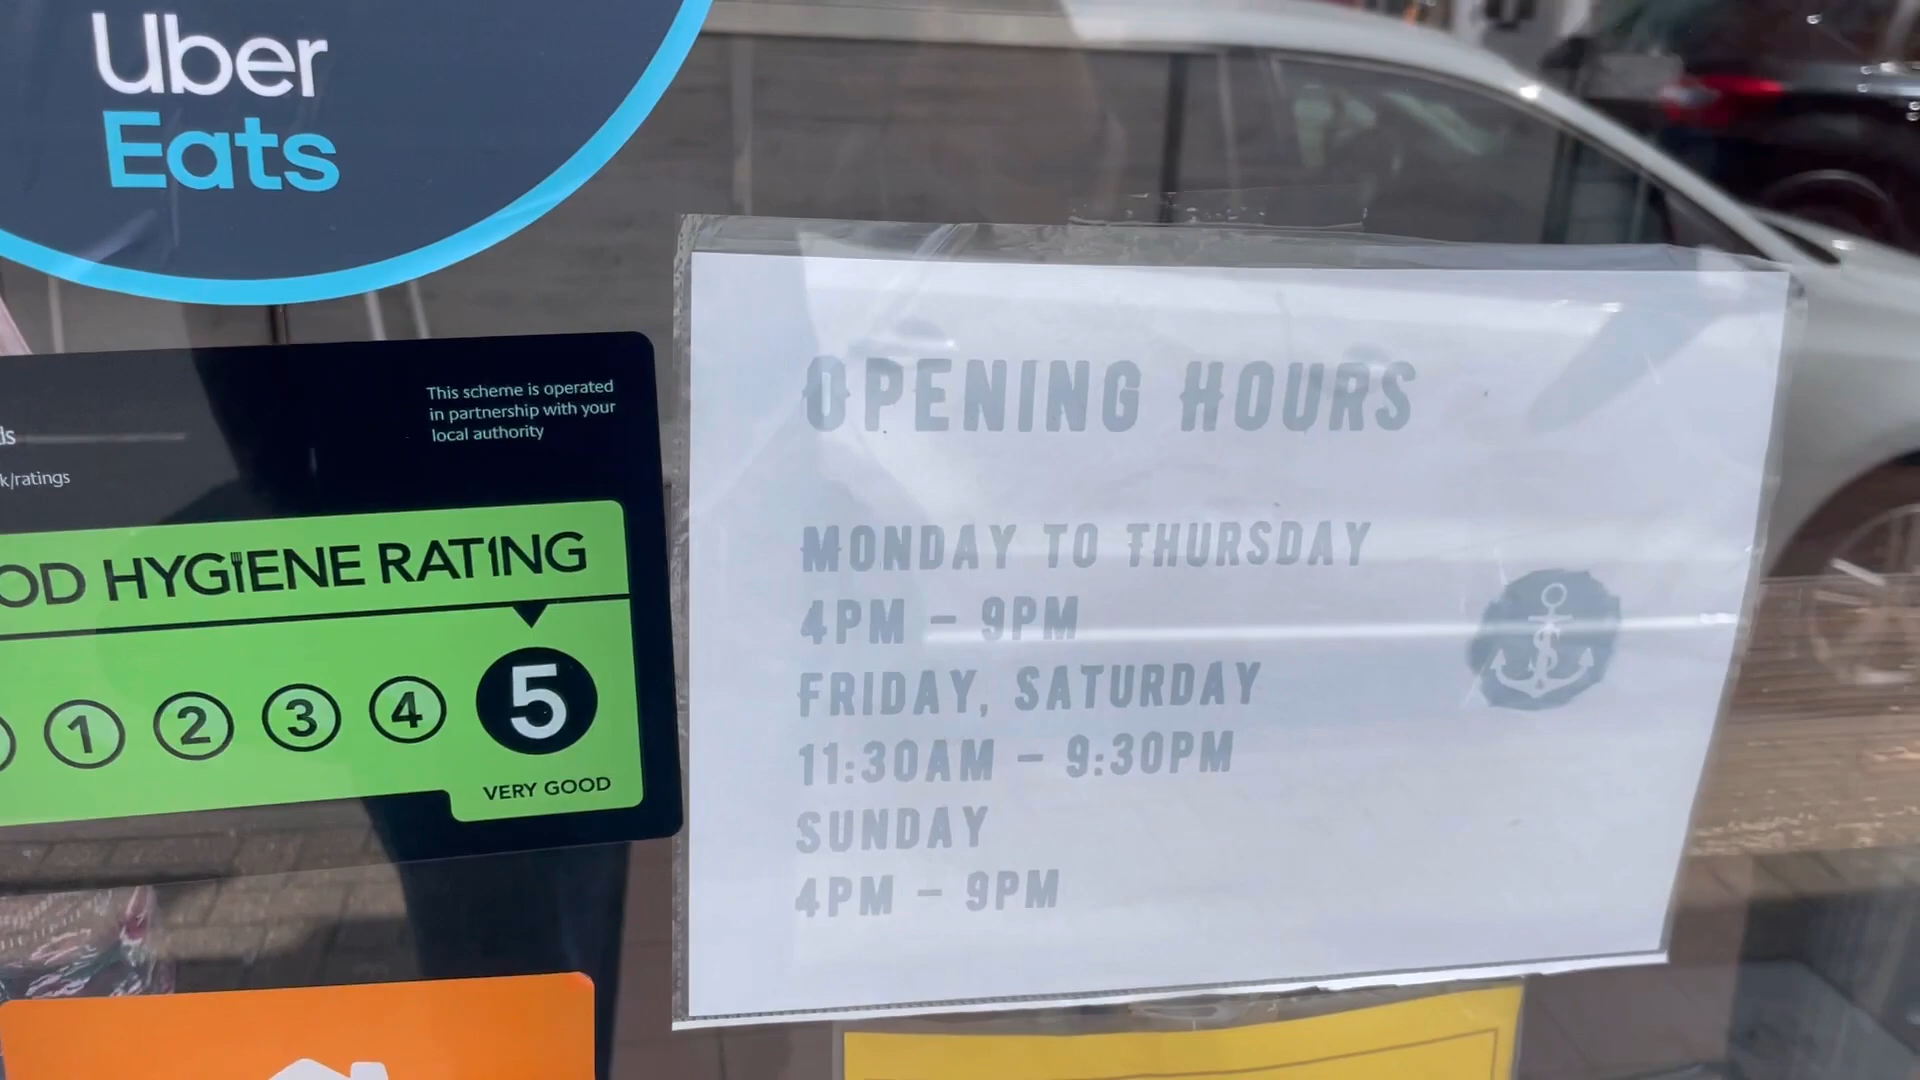 Uber
Eats
This scheme is operated
in partnership with your
local authority
ds
k/ratings
OD HYGIENE RATING
1 2 3 4 5
VERY GOOD
OPENING HOURS
MONDAY TO THURSDAY
4PM – 9PM
FRIDAY, SATURDAY
11:30AM – 9:30PM
SUNDAY
4PM – 9PM